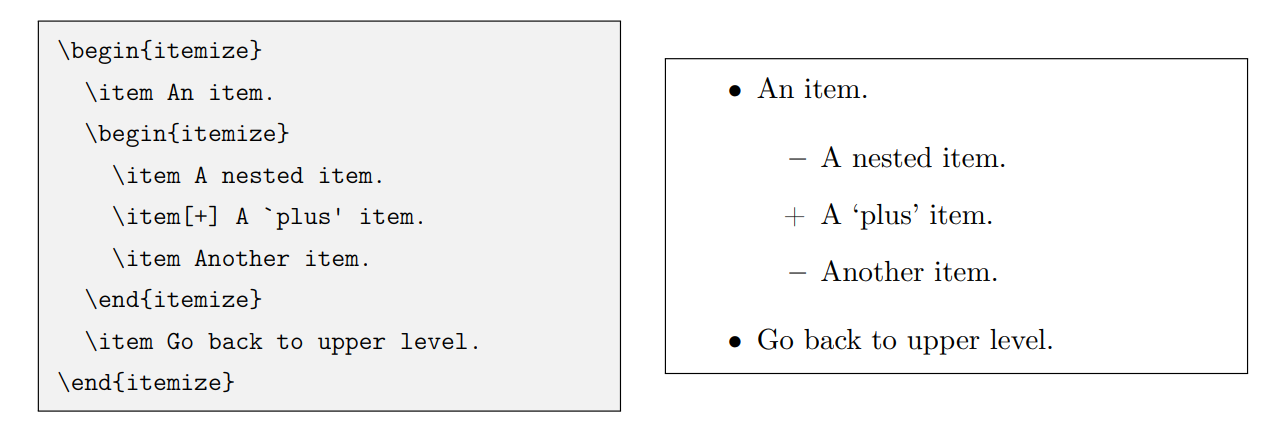 \begin{itemize}
  \item An item.
  \begin{itemize}
    \item A nested item.
    \item[+] A `plus' item.
    \item Another item.
  \end{itemize}
  \item Go back to upper level.
\end{itemize}
• An item.
– A nested item.
+ A ‘plus’ item.
– Another item.
• Go back to upper level.